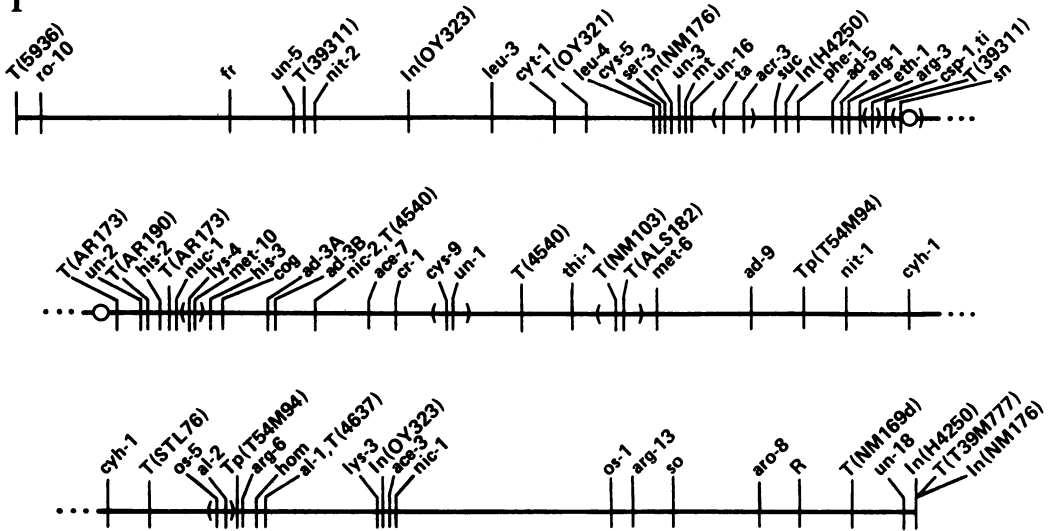 I
T(5936) ro-10 fr un-5 T(39311) nit-2 In(OY323) leu-3 cyt-1 T(OY321) leu-4 cys-5 ser-3 In(NM176) un-3 mt un-16 ta acr-3 suc In(H4250) phe-1 ad-5 arg-1 eth-1 arg-3 csp-1, ti T(39311) sn
T(AR173) un-2 T(AR190) his-2 T(AR173) nuc-1 lys-4 met-10 his-3 cog ad-3A ad-3B nic-2, T(4540) ace-7 cr-1 cys-9 un-1 T(4540) thi-1 T(NM103) T(ALS182) met-6 ad-9 Tp(T54M94) nit-1 cyh-1
cyh-1 T(STL76) os-5 al-2 Tp(T54M94) arg-6 hom al-1, T(4637) lys-3 In(OY323) ace-3 nic-1 os-1 arg-13 so aro-8 R T(NM169d) un-18 In(H4250) T(T39M777) In(NM176)